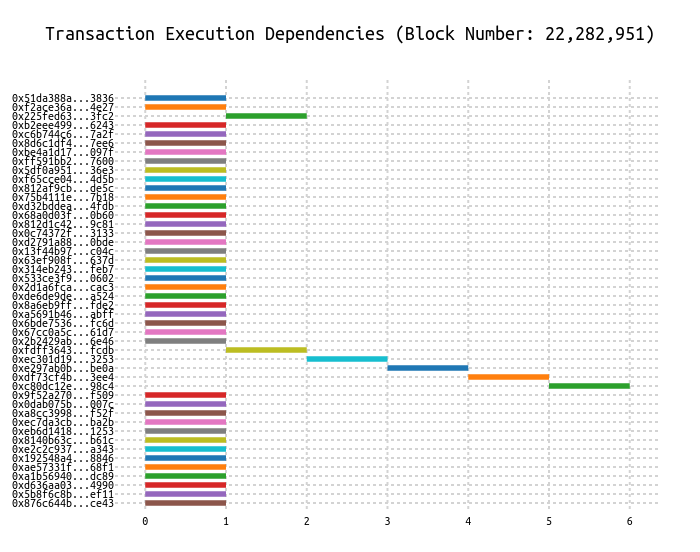 Transaction Execution Dependencies (Block Number: 22,282,951)
0x51da388a...3836
0xf2ace36a...4e27
0x225fed63...3fc2
0xb2eee499...6243
0xc6b744c6...7a2f
0x8d6c1df4...7ee6
0xbe4a1d17...097f
0xff591bb2...7600
0x5df0a951...36e3
0xf65cce04...4d5b
0x812af9cb...de5c
0x75b4111e...7b18
0xd32bddea...4fdb
0x68a0d03f...0b60
0x812d1c42...9c81
0x0c74372f...3133
0xd2791a88...0bde
0x13f44b97...c04c
0x63ef908f...637d
0x314eb243...feb7
0x533ce3f9...0602
0x2d1a6fca...cac3
0xde6de9de...a524
0x8a6eb9ff...fde2
0xa5691b46...abff
0x6bde7536...fc6d
0x67cc0a5c...61d7
0x2b2429ab...6e46
0xfdff3643...fcdb
0xec301d19...3253
0xe297ab0b...be0a
0xdf73cf4b...3ee4
0xc80dc12e...98c4
0x9f52a270...f509
0x0dab075b...007c
0xa8cc3998...f52f
0xec7da3cb...ba2b
0xeb6d1418...1253
0x8140b63c...b61c
0xe2c2c937...a343
0x192548a4...8846
0xae57331f...68f1
0xa1b56940...dc89
0xd636aa03...4990
0x5b8f6c8b...ef11
0x876c644b...ce43
0 1 2 3 4 5 6